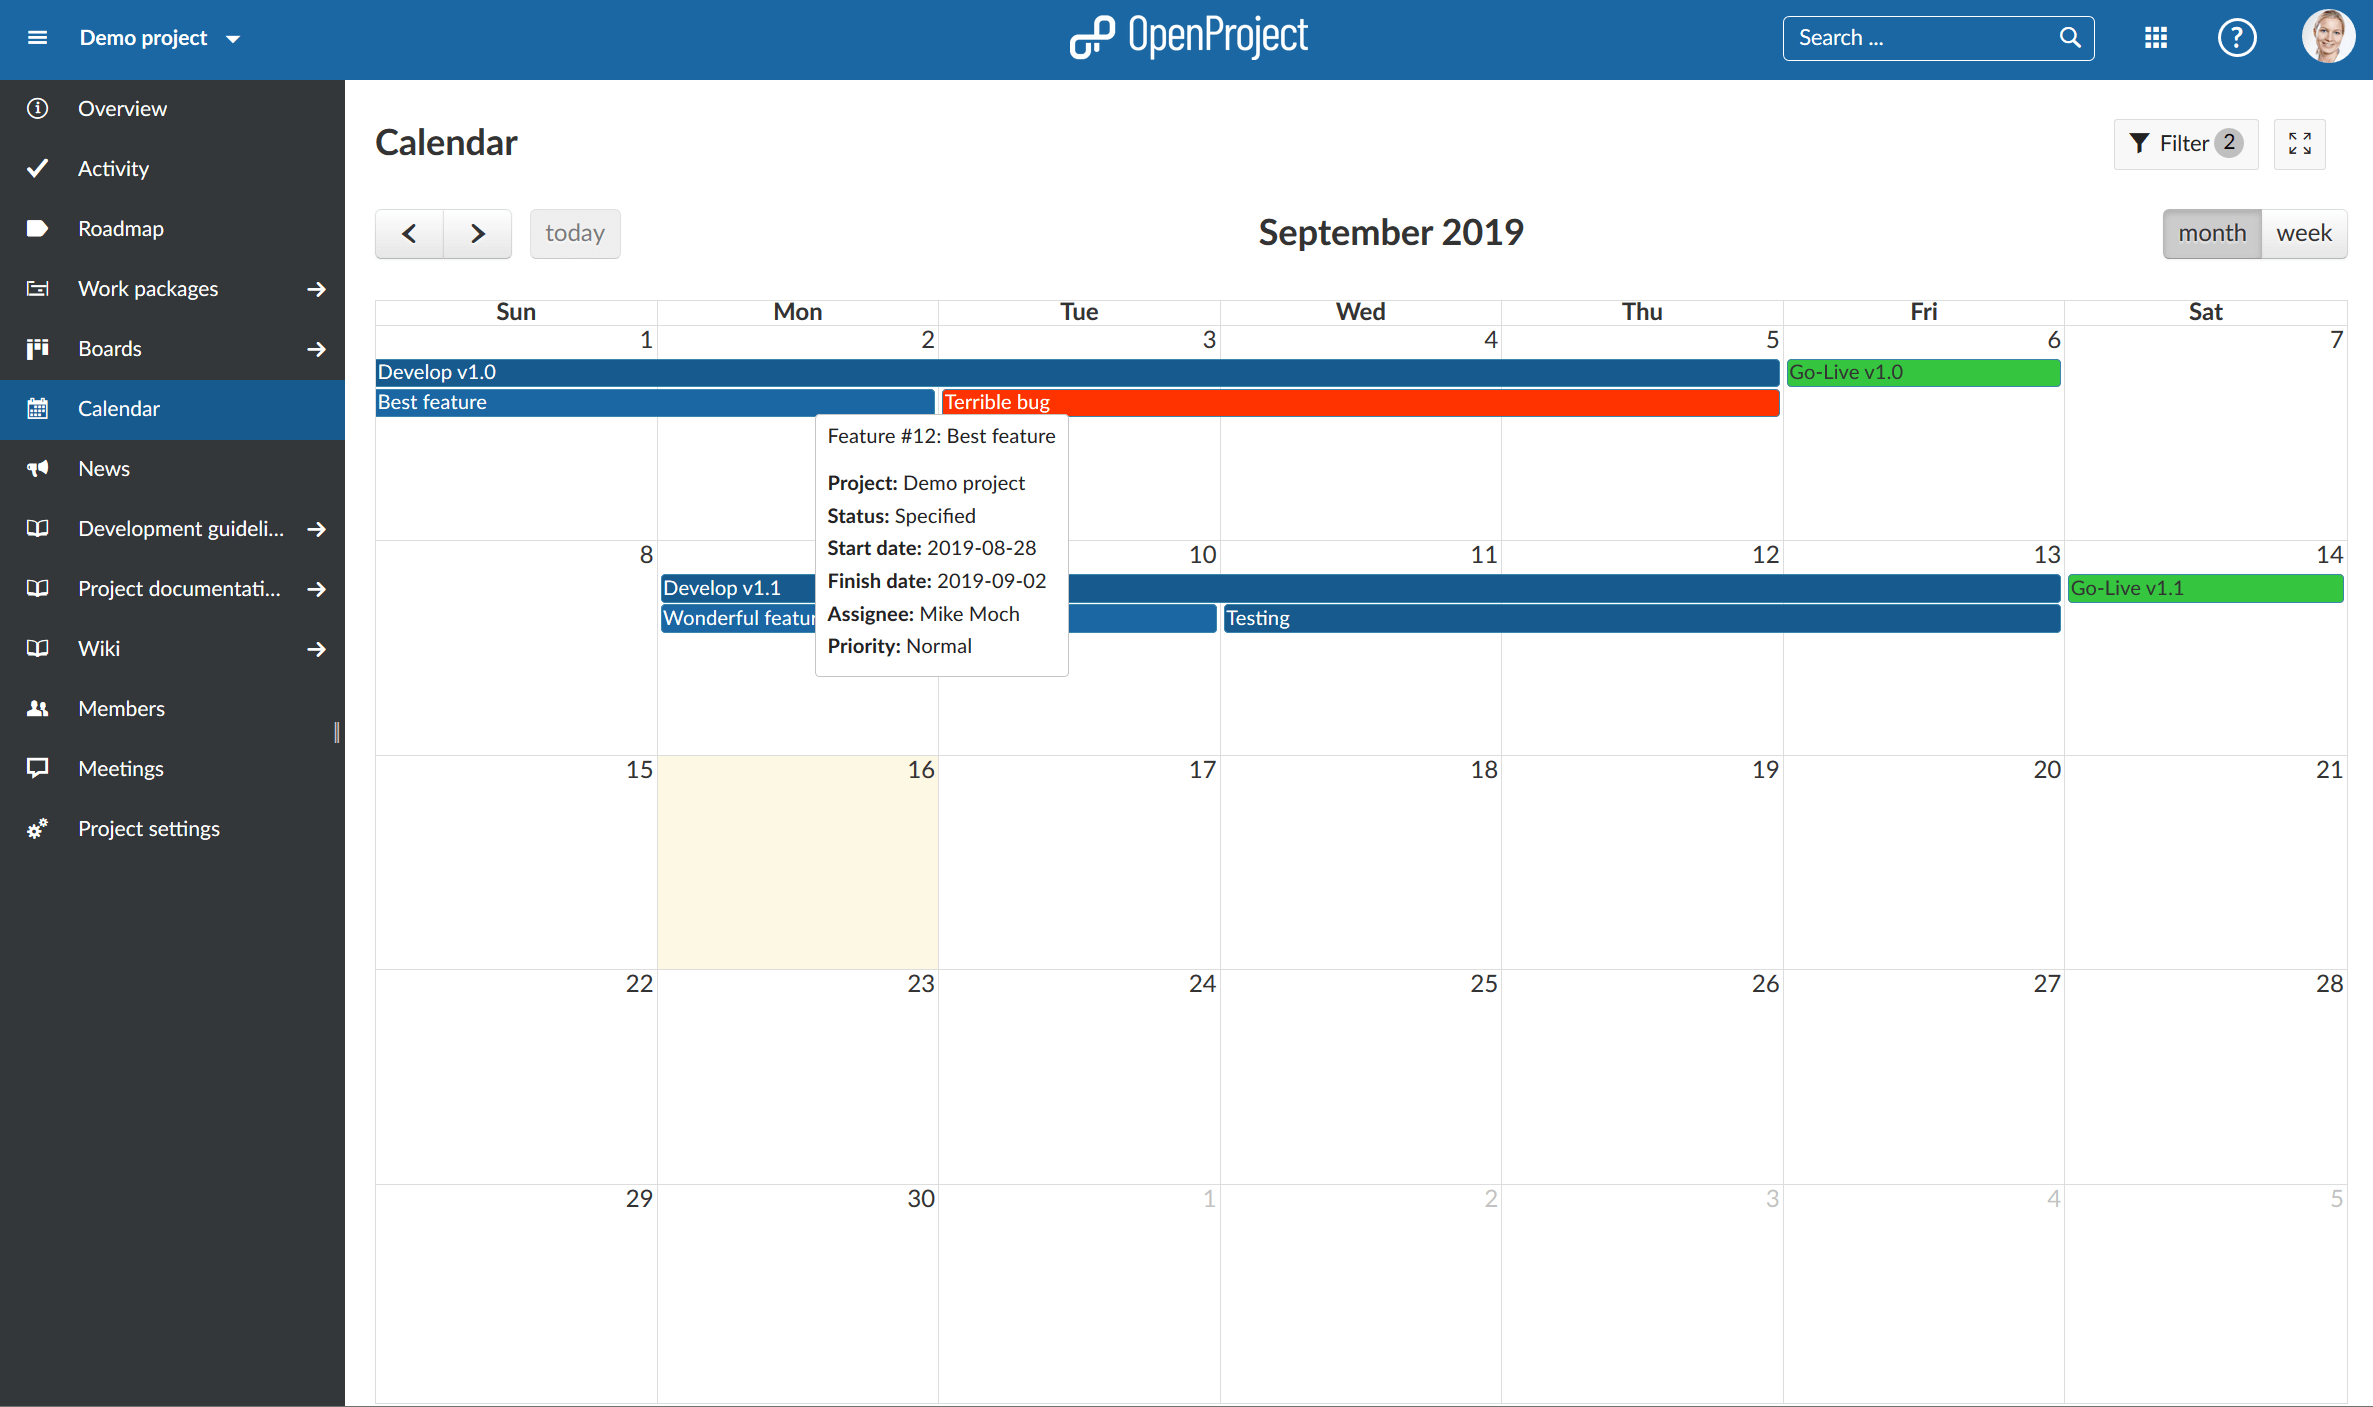 Demo project
OpenProject
Search ...
?
Overview
Activity
Roadmap
Work packages
Boards
Calendar
News
Development guideli...
Project documentati...
Wiki
Members
Meetings
Project settings
Calendar
Filter 2
today
September 2019
month week
Sun Mon Tue Wed Thu Fri Sat
1 2 3 4 5 6 7
Develop v1.0 Go-Live v1.0
Best feature Terrible bug
Feature #12: Best feature
Project: Demo project
Status: Specified
Start date: 2019-08-28
Finish date: 2019-09-02
Assignee: Mike Moch
Priority: Normal
8 10 11 12 13 14
Develop v1.1 Go-Live v1.1
Wonderful featur Testing
15 16 17 18 19 20 21
22 23 24 25 26 27 28
29 30 1 2 3 4 5